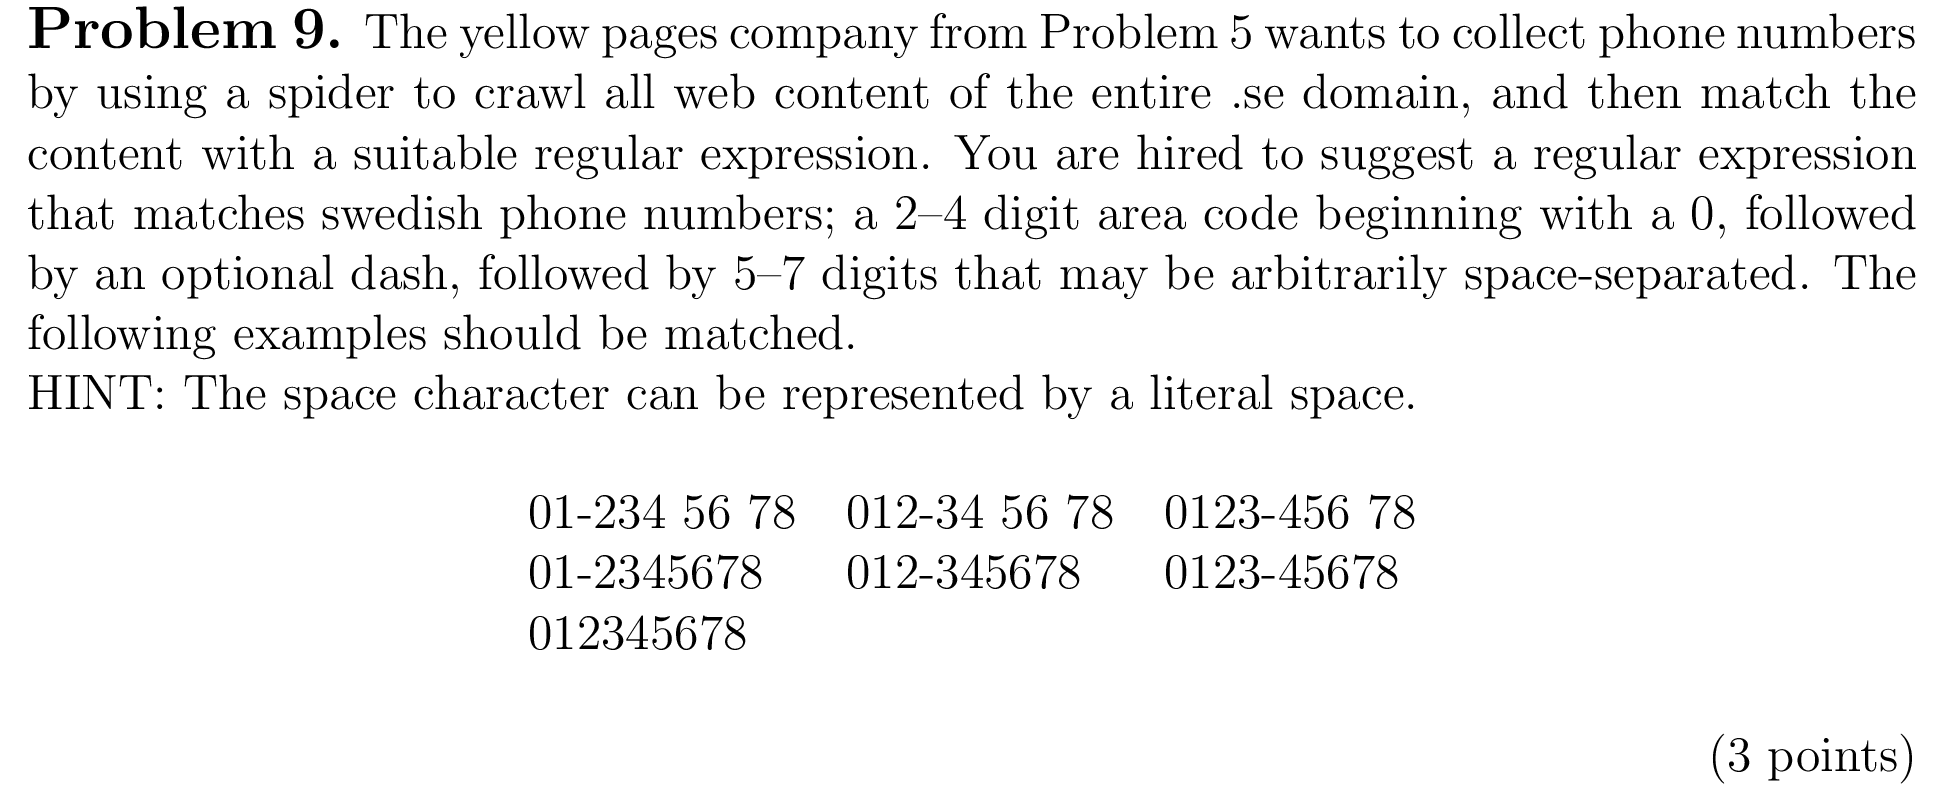 Problem 9. The yellow pages company from Problem 5 wants to collect phone numbers
by using a spider to crawl all web content of the entire .se domain, and then match the
content with a suitable regular expression. You are hired to suggest a regular expression
that matches swedish phone numbers; a 2–4 digit area code beginning with a 0, followed
by an optional dash, followed by 5–7 digits that may be arbitrarily space-separated. The
following examples should be matched.
HINT: The space character can be represented by a literal space.
01-234 56 78 012-34 56 78 0123-456 78
01-2345678 012-345678 0123-45678
012345678
(3 points)